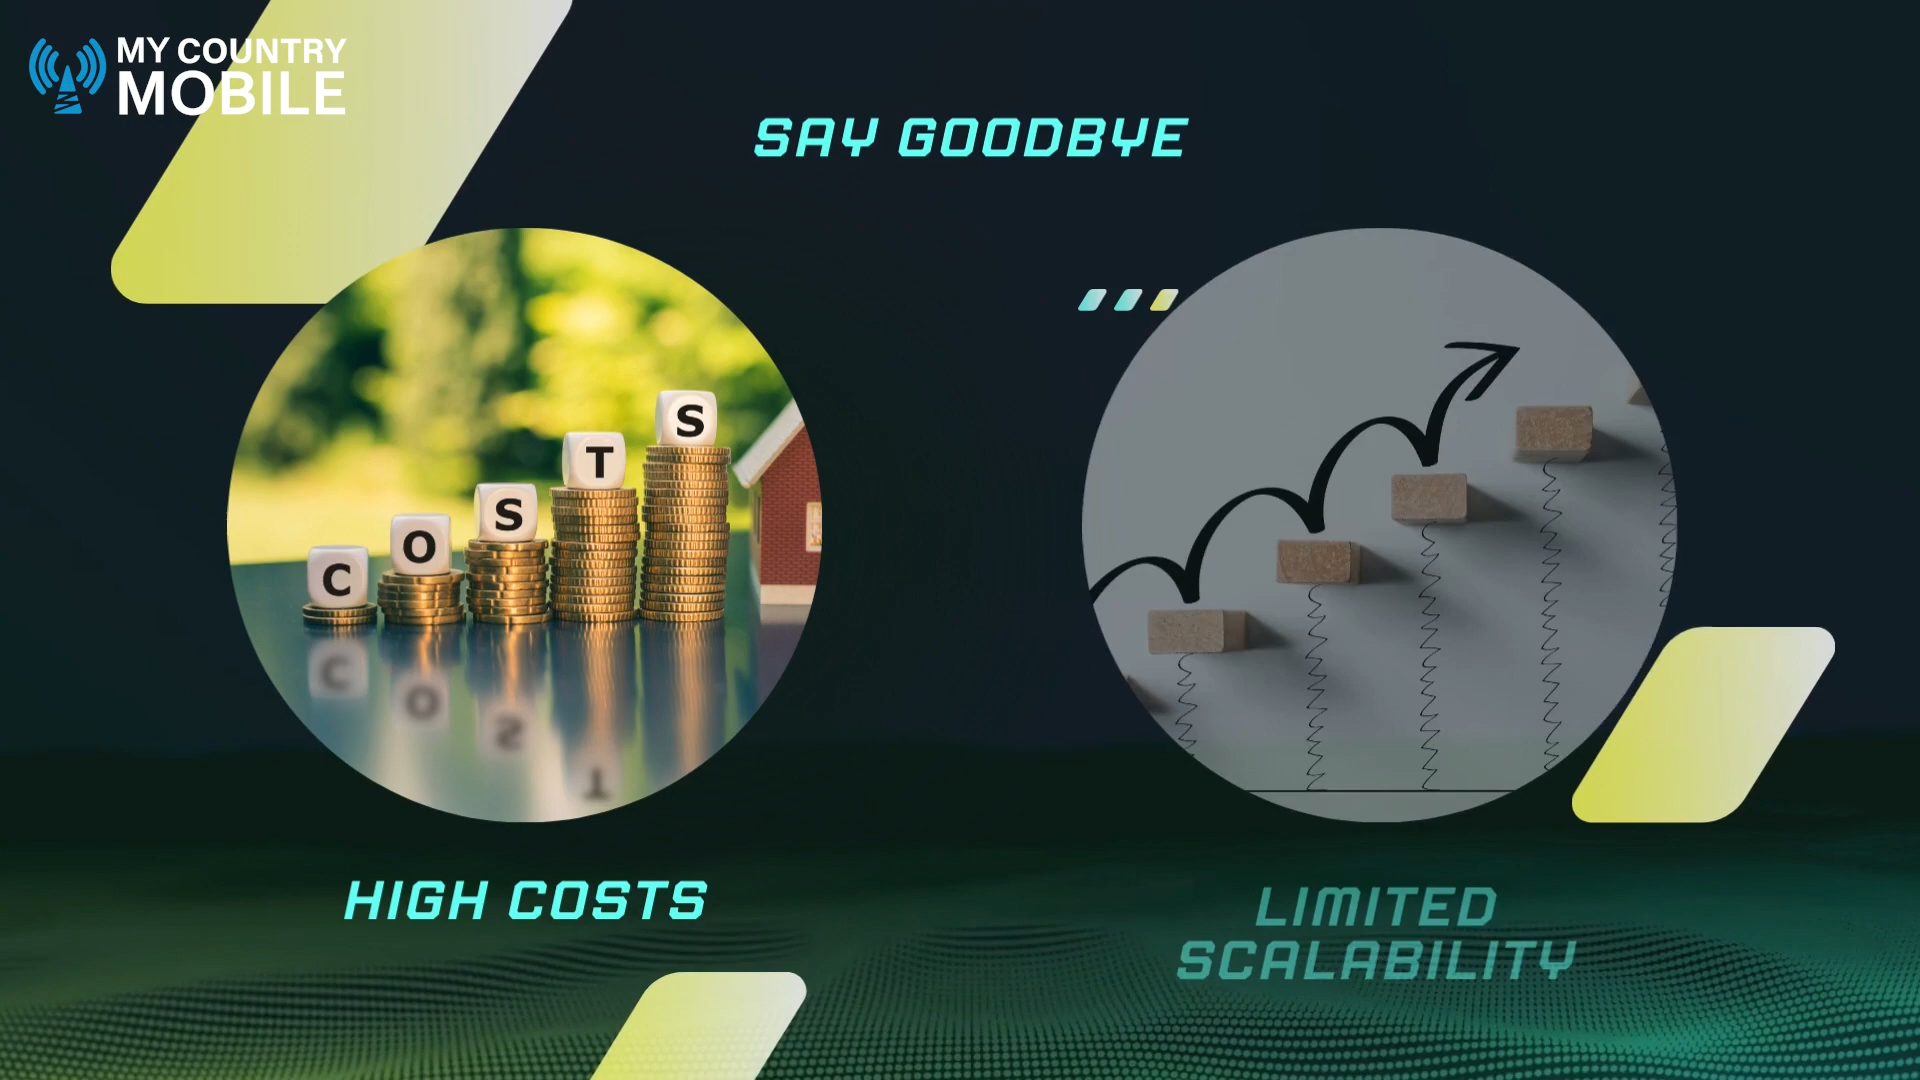 MY COUNTRY
MOBILE
SAY GOODBYE
C O S T S
HIGH COSTS
LIMITED
SCALABILITY